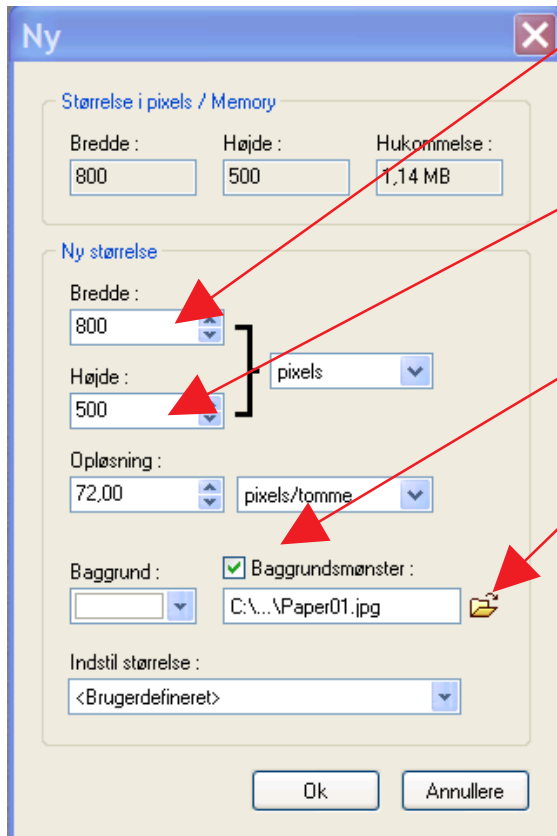 Ny
Størrelse i pixels / Memory
Bredde : Højde : Hukommelse :
800 500 1,14 MB
Ny størrelse
Bredde :
800
pixels
Højde :
500
Opløsning :
72,00 pixels/tomme
Baggrund : Baggrundsmønster :
C:\...\Paper01.jpg
Indstil størrelse :
<Brugerdefineret>
Ok Annullere